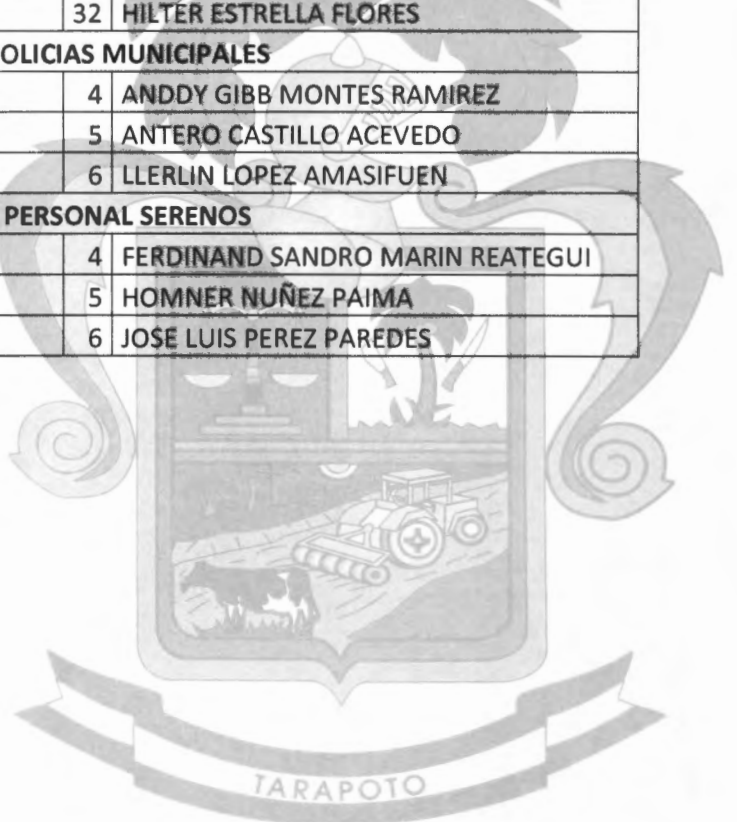 32 HILTER ESTRELLA FLORES
OLICIAS MUNICIPALES
4 ANDDY GIBB MONTES RAMIREZ
5 ANTERO CASTILLO ACEVEDO
6 LLERLIN LOPEZ AMASIFUEN
PERSONAL SERENOS
4 FERDINAND SANDRO MARIN REATEGUI
5 HOMNER NUÑEZ PAIMA
6 JOSE LUIS PEREZ PAREDES
TARAPOTO